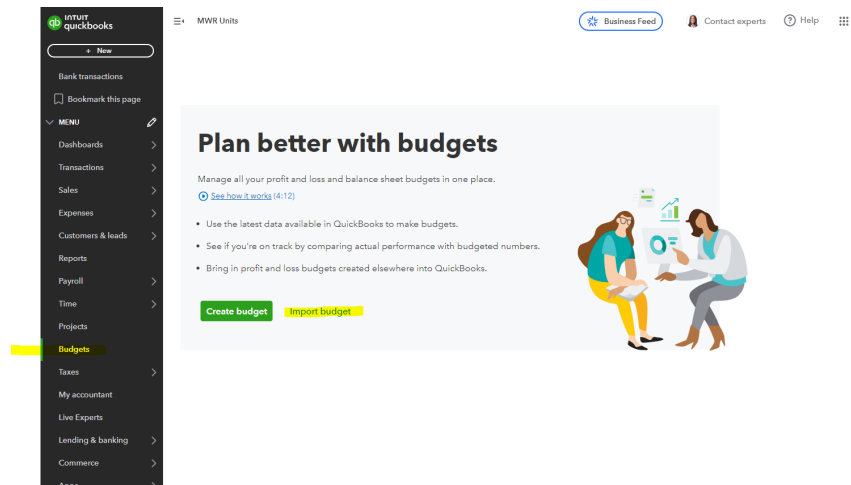 qb INTUIT quickbooks
MWR Units
Business Feed
Contact experts
? Help
+ New
Bank transactions
Bookmark this page
MENU
Dashboards
Transactions
Sales
Expenses
Customers & leads
Reports
Payroll
Time
Projects
Budgets
Taxes
My accountant
Live Experts
Lending & banking
Commerce
Apps
Plan better with budgets
Manage all your profit and loss and balance sheet budgets in one place.
See how it works (4:12)
• Use the latest data available in QuickBooks to make budgets.
• See if you're on track by comparing actual performance with budgeted numbers.
• Bring in profit and loss budgets created elsewhere into QuickBooks.
Create budget
Import budget